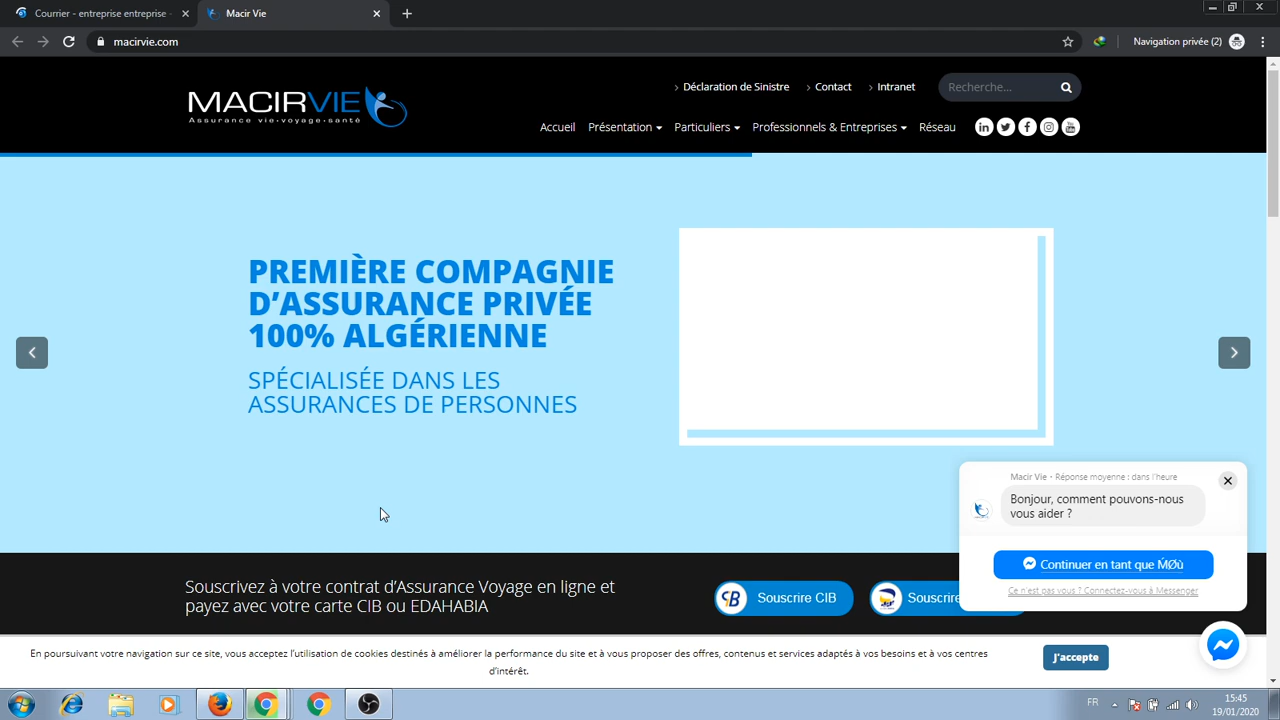 Courrier - entreprise entreprise -
Macir Vie
macirvie.com
Navigation privée (2)
MACIRVIE
Assurance vie•voyage•santé
Déclaration de Sinistre
Contact
Intranet
Recherche...
Accueil
Présentation
Particuliers
Professionnels & Entreprises
Réseau
PREMIÈRE COMPAGNIE
D’ASSURANCE PRIVÉE
100% ALGÉRIENNE
SPÉCIALISÉE DANS LES
ASSURANCES DE PERSONNES
Macir Vie • Réponse moyenne : dans l’heure
Bonjour, comment pouvons-nous
vous aider ?
Continuer en tant que ḾØù
Ce n'est pas vous ? Connectez-vous à Messenger
Souscrivez à votre contrat d’Assurance Voyage en ligne et
payez avec votre carte CIB ou EDAHABIA
Souscrire CIB
Souscrire
En poursuivant votre navigation sur ce site, vous acceptez l’utilisation de cookies destinés à améliorer la performance du site et à vous proposer des offres, contenus et services adaptés à vos besoins et à vos centres
d’intérêt.
J'accepte
FR
15:45
19/01/2020